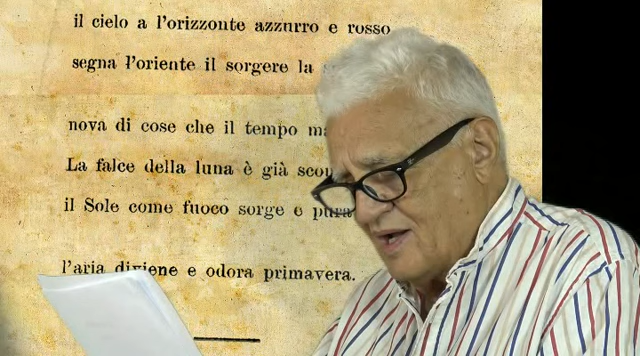 il cielo a l'orizzonte azzurro e rosso
segna l'oriente il sorgere la
nova di cose che il tempo
La falce della luna è già
il Sole come fuoco sorge e pura
l'aria diviene e odora primavera.